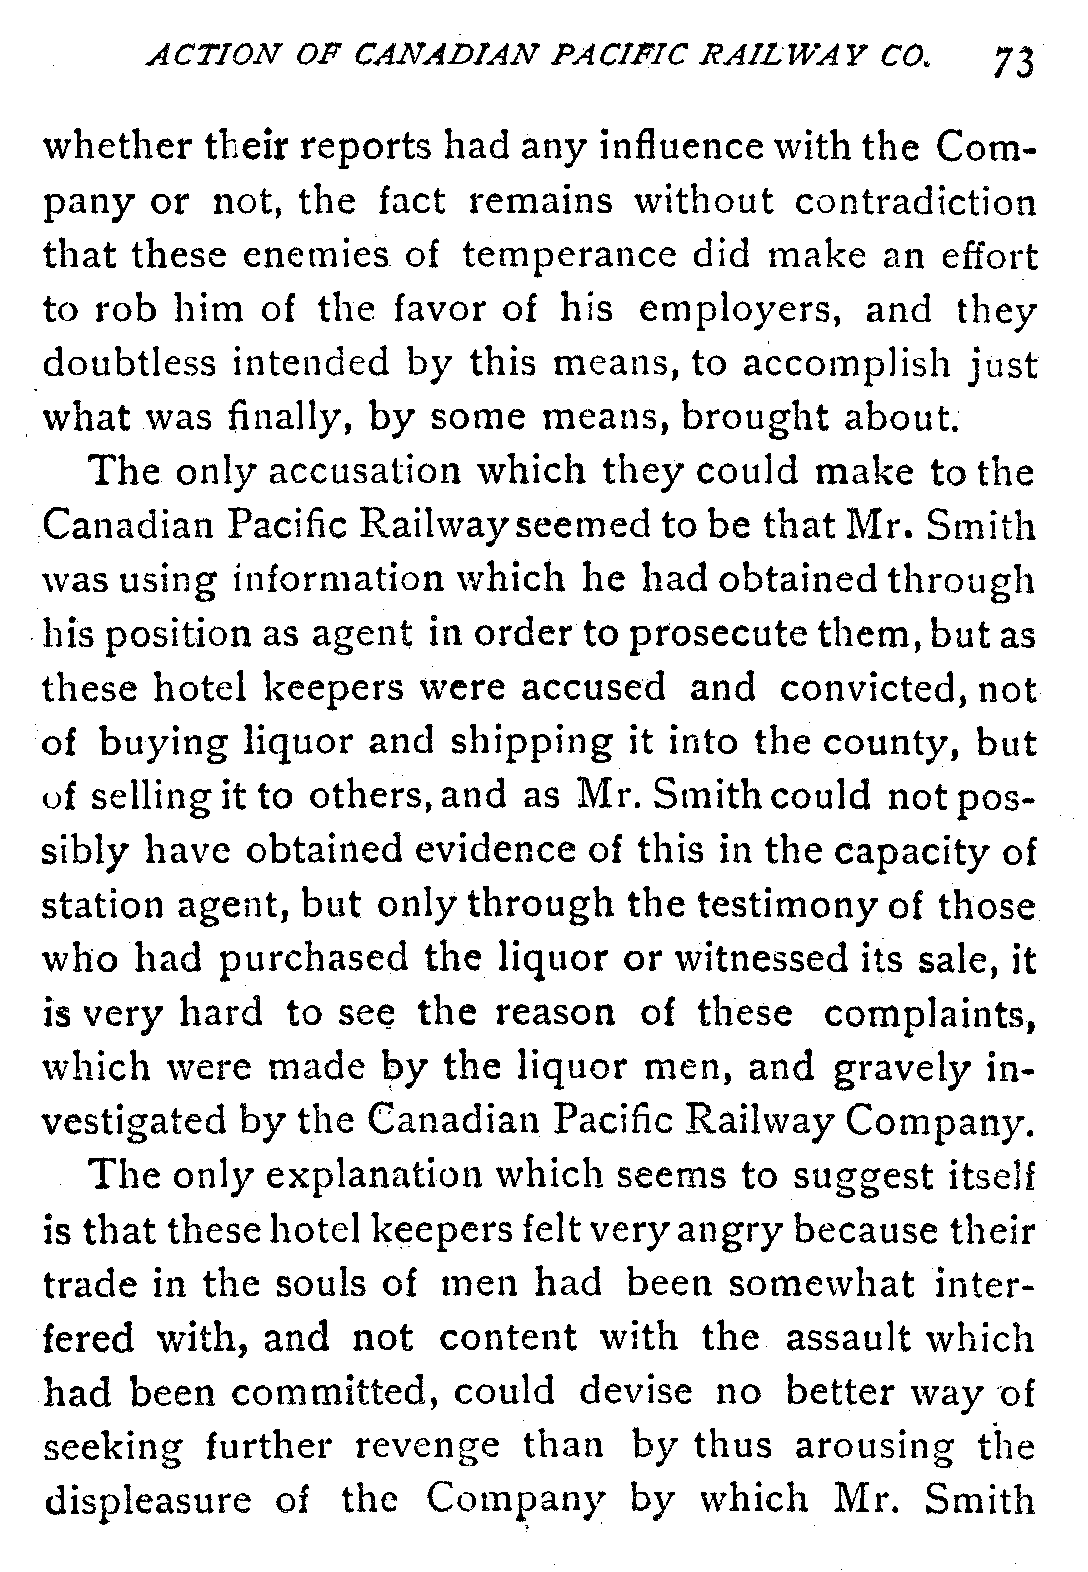 ACTION OF CANADIAN PACIFIC RAILWAY CO. 73
whether their reports had any influence with the Com-
pany or not, the fact remains without contradiction
that these enemies of temperance did make an effort
to rob him of the favor of his employers, and they
doubtless intended by this means, to accomplish just
what was finally, by some means, brought about.
The only accusation which they could make to the
Canadian Pacific Railway seemed to be that Mr. Smith
was using information which he had obtained through
his position as agent in order to prosecute them, but as
these hotel keepers were accused and convicted, not
of buying liquor and shipping it into the county, but
of selling it to others, and as Mr. Smith could not pos-
sibly have obtained evidence of this in the capacity of
station agent, but only through the testimony of those
who had purchased the liquor or witnessed its sale, it
is very hard to see the reason of these complaints,
which were made by the liquor men, and gravely in-
vestigated by the Canadian Pacific Railway Company.
The only explanation which seems to suggest itself
is that these hotel keepers felt very angry because their
trade in the souls of men had been somewhat inter-
fered with, and not content with the assault which
had been committed, could devise no better way of
seeking further revenge than by thus arousing the
displeasure of the Company by which Mr. Smith